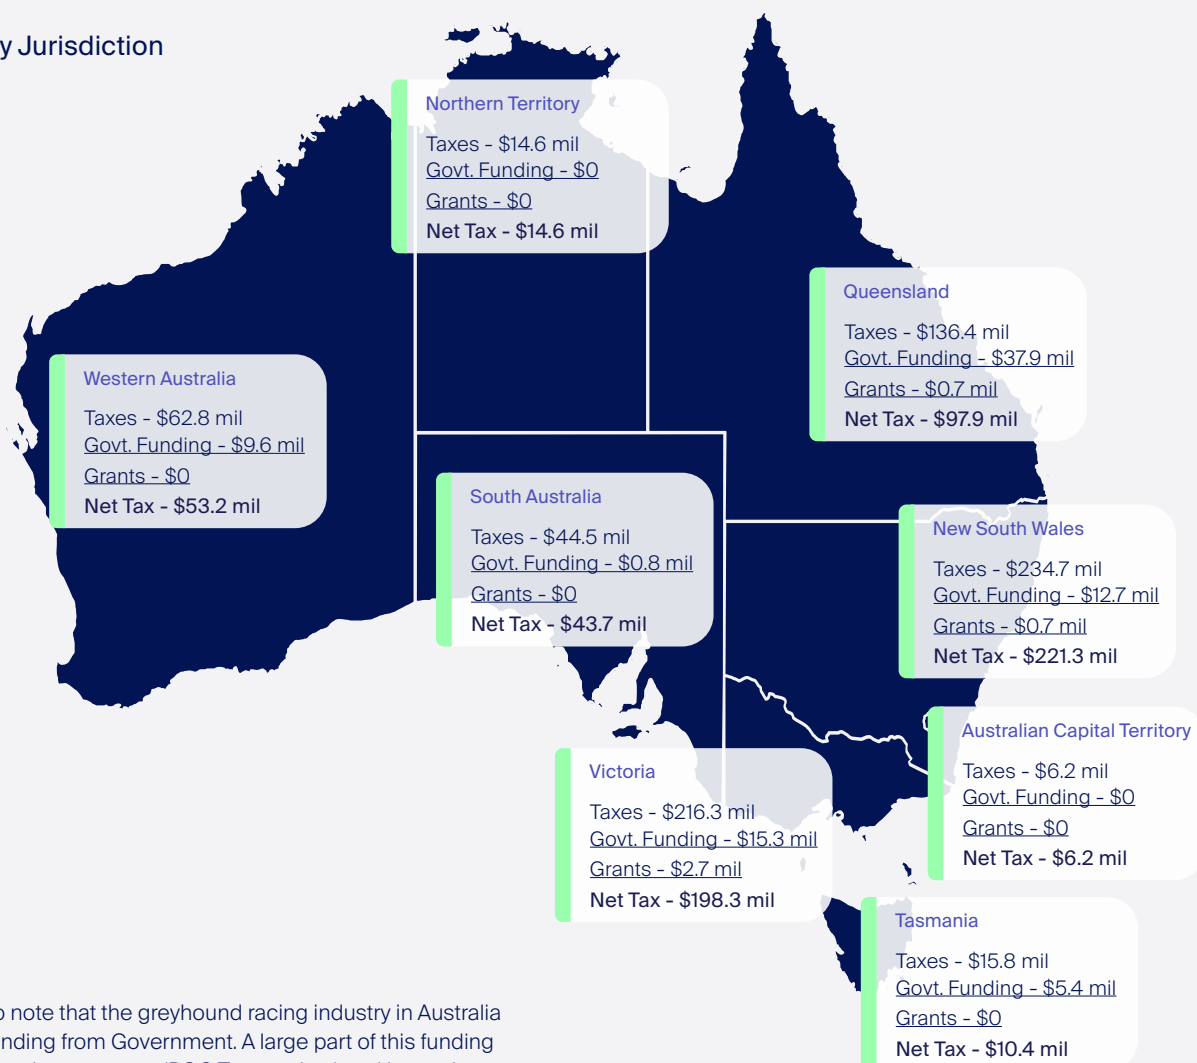 y Jurisdiction
Northern Territory
Taxes - $14.6 mil
Govt. Funding - $0
Grants - $0
Net Tax - $14.6 mil
Queensland
Taxes - $136.4 mil
Govt. Funding - $37.9 mil
Grants - $0.7 mil
Net Tax - $97.9 mil
Western Australia
Taxes - $62.8 mil
Govt. Funding - $9.6 mil
Grants - $0
Net Tax - $53.2 mil
South Australia
Taxes - $44.5 mil
Govt. Funding - $0.8 mil
Grants - $0
Net Tax - $43.7 mil
New South Wales
Taxes - $234.7 mil
Govt. Funding - $12.7 mil
Grants - $0.7 mil
Net Tax - $221.3 mil
Australian Capital Territory
Taxes - $6.2 mil
Govt. Funding - $0
Grants - $0
Net Tax - $6.2 mil
Victoria
Taxes - $216.3 mil
Govt. Funding - $15.3 mil
Grants - $2.7 mil
Net Tax - $198.3 mil
Tasmania
Taxes - $15.8 mil
Govt. Funding - $5.4 mil
Grants - $0
Net Tax - $10.4 mil
o note that the greyhound racing industry in Australia
nding from Government. A large part of this funding